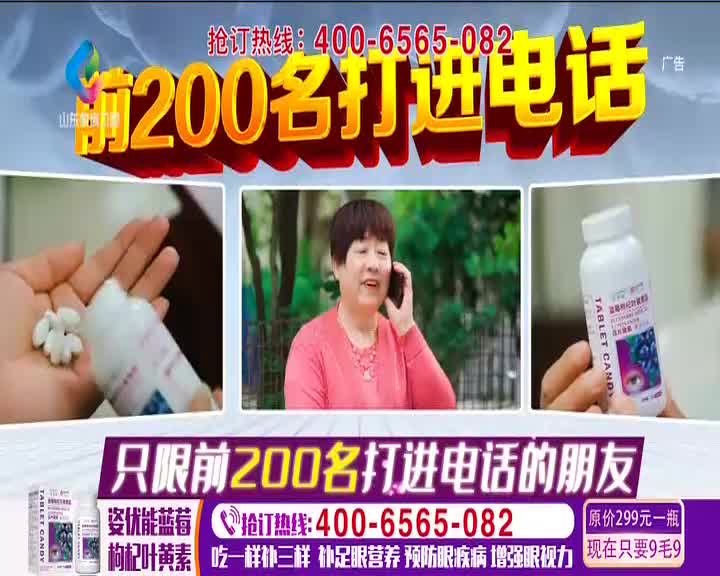 抢订热线：400-6565-082
广告
前200名打进电话
TABLET CANDY
只限前200名打进电话的朋友
姿优能蓝莓
枸杞叶黄素
抢订热线:400-6565-082
吃一样补三样 补足眼营养 预防眼疾病 增强眼视力
原价299元一瓶
现在只要9毛9
TABLET CANDY